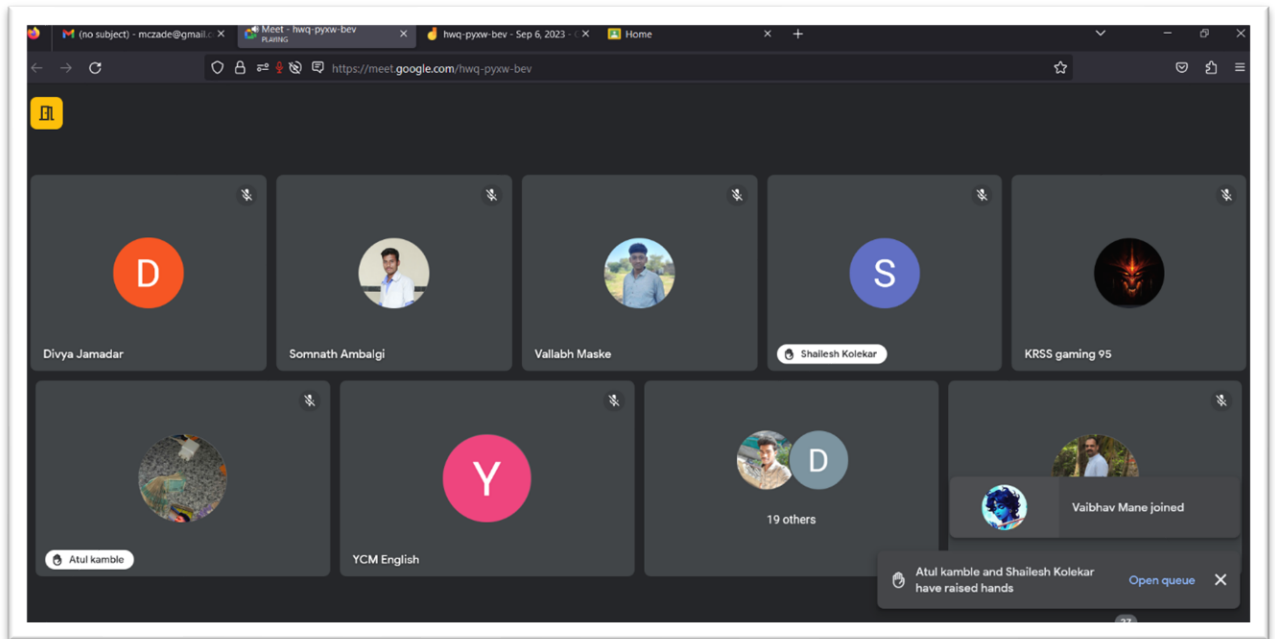 (no subject) - mczade@gmail.c
Meet - hwq-pyxw-bev
PLAYING
hwq-pyxw-bev - Sep 6, 2023 -
Home
https://meet.google.com/hwq-pyxw-bev
D
S
Divya Jamadar
Somnath Ambalgi
Vallabh Maske
Shailesh Kolekar
KRSS gaming 95
Y
D
19 others
Vaibhav Mane joined
Atul kamble
YCM English
Atul kamble and Shailesh Kolekar
have raised hands
Open queue